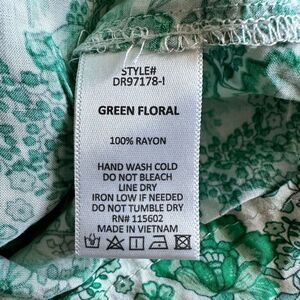 STYLE#
DR97178-I
GREEN FLORAL
100% RAYON
HAND WASH COLD
DO NOT BLEACH
LINE DRY
IRON LOW IF NEEDED
DO NOT TUMBLE DRY
RN# 115602
MADE IN VIETNAM